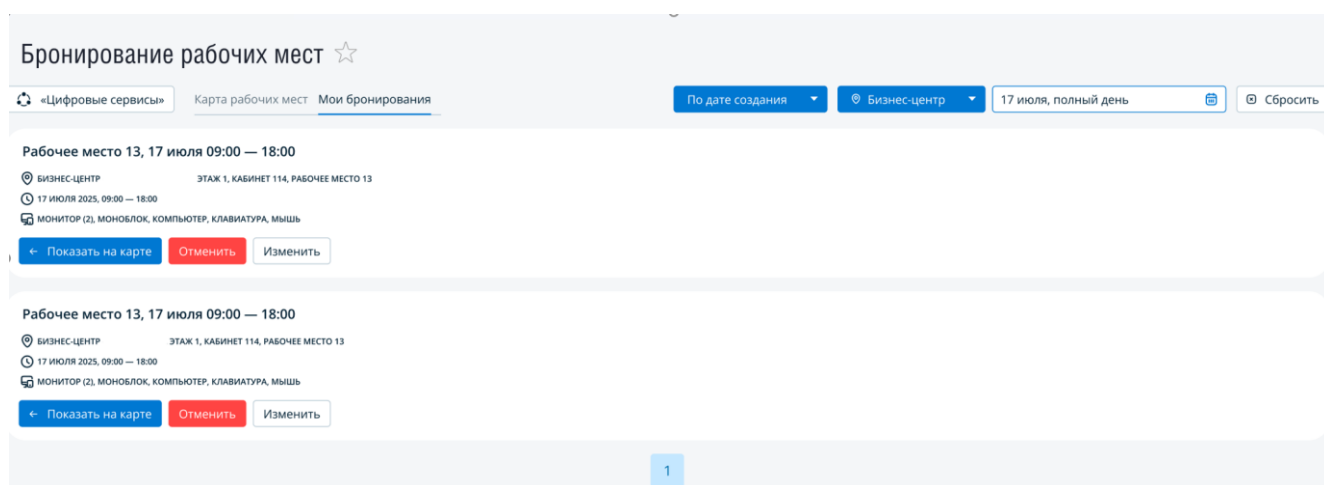 Бронирование рабочих мест
«Цифровые сервисы» Карта рабочих мест Мои бронирования По дате создания Бизнес-центр 17 июля, полный день Сбросить
Рабочее место 13, 17 июля 09:00 — 18:00
БИЗНЕС-ЦЕНТР ЭТАЖ 1, КАБИНЕТ 114, РАБОЧЕЕ МЕСТО 13
17 ИЮЛЯ 2025, 09:00 — 18:00
МОНИТОР (2), МОНОБЛОК, КОМПЬЮТЕР, КЛАВИАТУРА, МЫШЬ
← Показать на карте Отменить Изменить
Рабочее место 13, 17 июля 09:00 — 18:00
БИЗНЕС-ЦЕНТР ЭТАЖ 1, КАБИНЕТ 114, РАБОЧЕЕ МЕСТО 13
17 ИЮЛЯ 2025, 09:00 — 18:00
МОНИТОР (2), МОНОБЛОК, КОМПЬЮТЕР, КЛАВИАТУРА, МЫШЬ
← Показать на карте Отменить Изменить
1